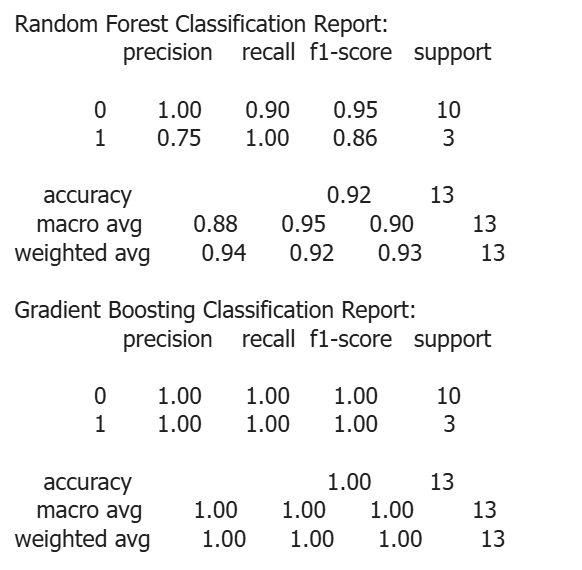 Random Forest Classification Report:
precision recall f1-score support
0 1.00 0.90 0.95 10
1 0.75 1.00 0.86 3
accuracy 0.92 13
macro avg 0.88 0.95 0.90 13
weighted avg 0.94 0.92 0.93 13
Gradient Boosting Classification Report:
precision recall f1-score support
0 1.00 1.00 1.00 10
1 1.00 1.00 1.00 3
accuracy 1.00 13
macro avg 1.00 1.00 1.00 13
weighted avg 1.00 1.00 1.00 13